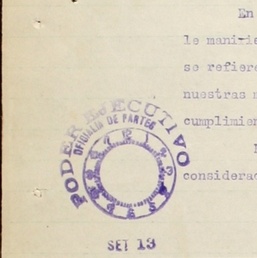 En
le manifie
se refiere
nuestras
cumplimien
considerac
PODER EJECUTIVO
OFICIALIA DE PARTES
SET 13